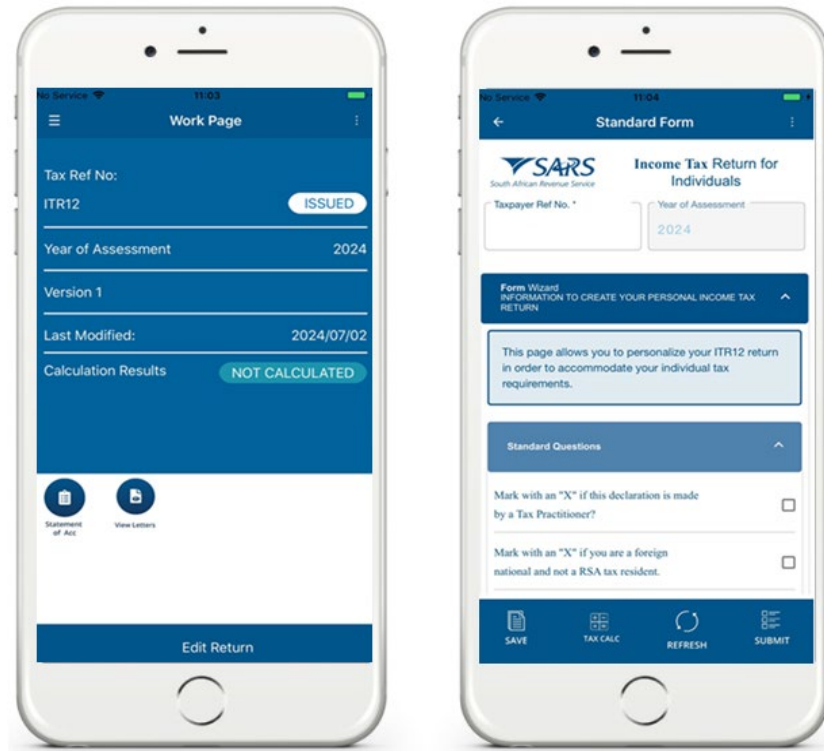 No Service 11:03
Work Page
Tax Ref No:
ITR12 ISSUED
Year of Assessment 2024
Version 1
Last Modified: 2024/07/02
Calculation Results NOT CALCULATED
Statement
of Acc
View Letters
Edit Return
No Service 11:04
Standard Form
SARS
South African Revenue Service
Income Tax Return for
Individuals
Taxpayer Ref No. *
Year of Assessment
2024
Form Wizard
INFORMATION TO CREATE YOUR PERSONAL INCOME TAX
RETURN
This page allows you to personalize your ITR12 return
in order to accommodate your individual tax
requirements.
Standard Questions
Mark with an "X" if this declaration is made
by a Tax Practitioner?
Mark with an "X" if you are a foreign
national and not a RSA tax resident.
SAVE
TAX CALC
REFRESH
SUBMIT